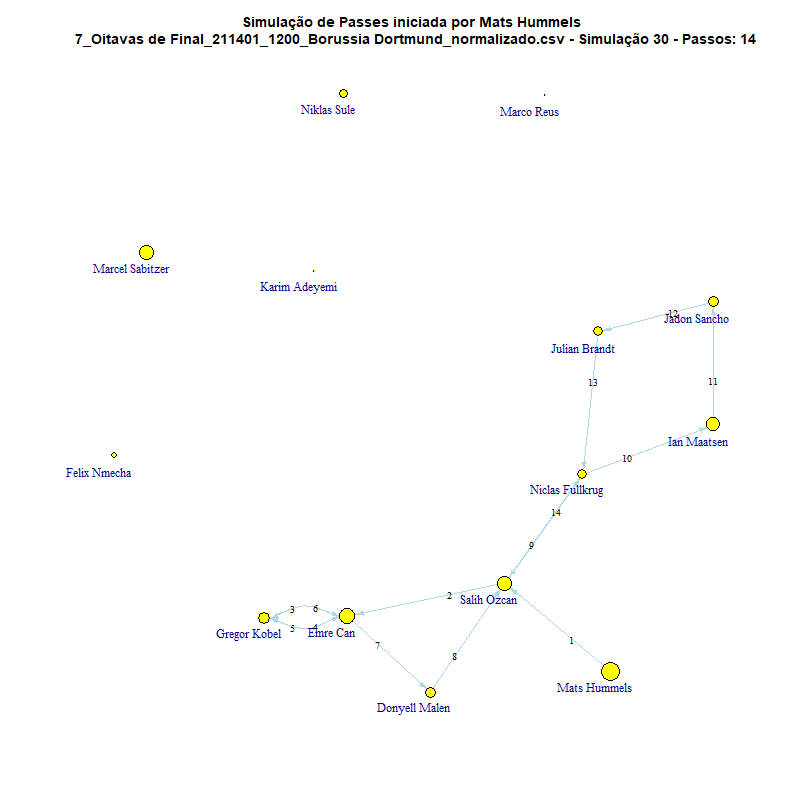 Simulação de Passes iniciada por Mats Hummels
7_Oitavas de Final_211401_1200_Borussia Dortmund_normalizado.csv - Simulação 30 - Passos: 14
Niklas Sule
Marco Reus
Marcel Sabitzer
Karim Adeyemi
12
Jadon Sancho
Julian Brandt
13
11
Ian Maatsen
10
Felix Nmecha
Niclas Fullkrug
14
9
2
Salih Ozcan
3
6
5
4
Gregor Kobel
Emre Can
1
7
8
Mats Hummels
Donyell Malen